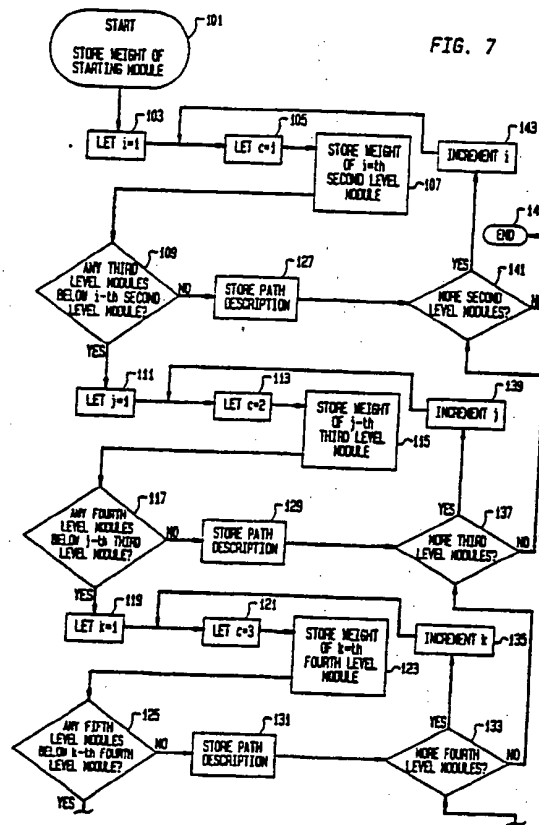 START
101
STORE WEIGHT OF
STARTING MODULE
FIG. 7
103
LET i=1
105
LET c=1
STORE WEIGHT
OF i=th
SECOND LEVEL
MODULE
107
143
INCREMENT i
END
109
ANY THIRD
LEVEL MODULES
BELOW i-th SECOND
LEVEL MODULE?
NO
127
STORE PATH
DESCRIPTION
YES
141
MORE SECOND
LEVEL MODULES?
YES
111
LET j=1
113
LET c=2
STORE WEIGHT
OF j-th
THIRD LEVEL
MODULE
115
139
INCREMENT j
117
ANY FOURTH
LEVEL MODULES
BELOW j-th THIRD
LEVEL MODULE?
NO
129
STORE PATH
DESCRIPTION
YES
137
MORE THIRD
LEVEL MODULES?
NO
YES
119
LET k=1
121
LET c=3
STORE WEIGHT
OF k=th
FOURTH LEVEL
MODULE
123
INCREMENT k
135
125
ANY FIFTH
LEVEL MODULES
BELOW k-th FOURTH
LEVEL MODULE?
NO
131
STORE PATH
DESCRIPTION
YES
133
MORE FOURTH
LEVEL MODULES?
NO
YES